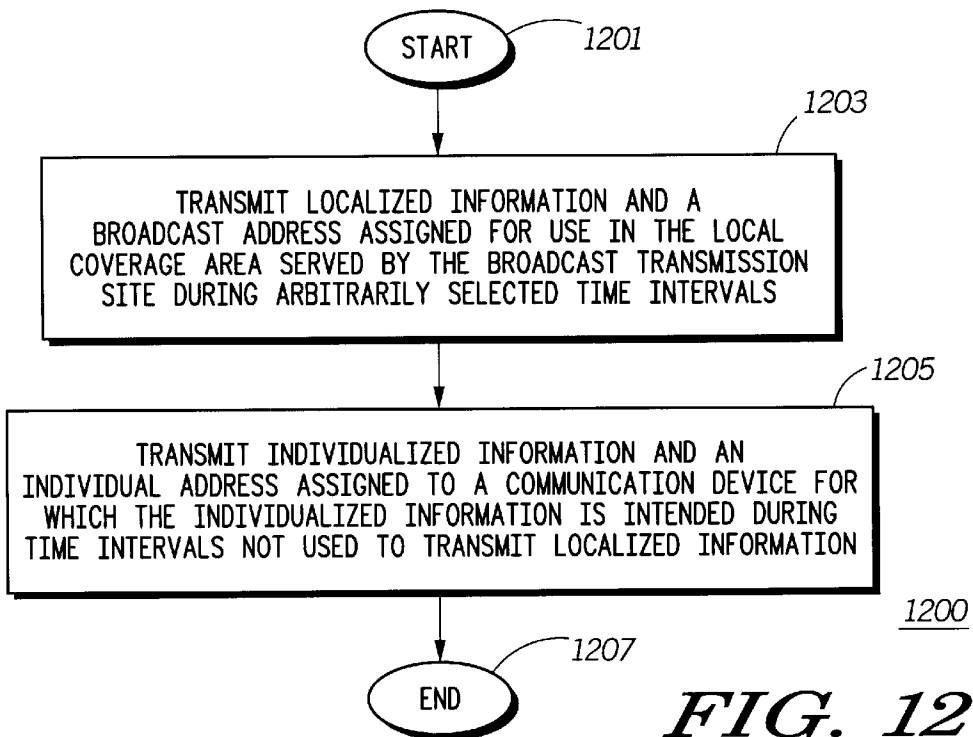 START
1201
1203
TRANSMIT LOCALIZED INFORMATION AND A
BROADCAST ADDRESS ASSIGNED FOR USE IN THE LOCAL
COVERAGE AREA SERVED BY THE BROADCAST TRANSMISSION
SITE DURING ARBITRARILY SELECTED TIME INTERVALS
1205
TRANSMIT INDIVIDUALIZED INFORMATION AND AN
INDIVIDUAL ADDRESS ASSIGNED TO A COMMUNICATION DEVICE FOR
WHICH THE INDIVIDUALIZED INFORMATION IS INTENDED DURING
TIME INTERVALS NOT USED TO TRANSMIT LOCALIZED INFORMATION
1200
1207
END
FIG. 12